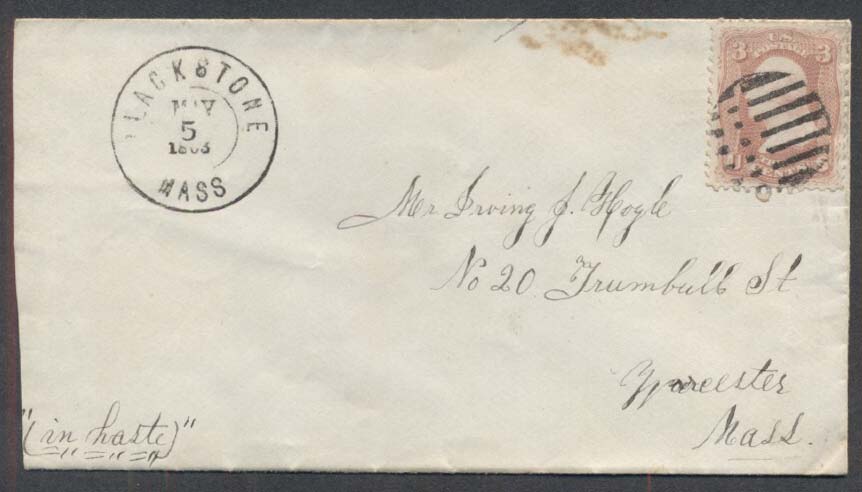 BLACKSTONE
MAY
5
MASS
3 U.S. POSTAGE 3
Mr Irving J. Hoyle
No 20 Trumbull St
Worcester
Mass.
"(in haste)"